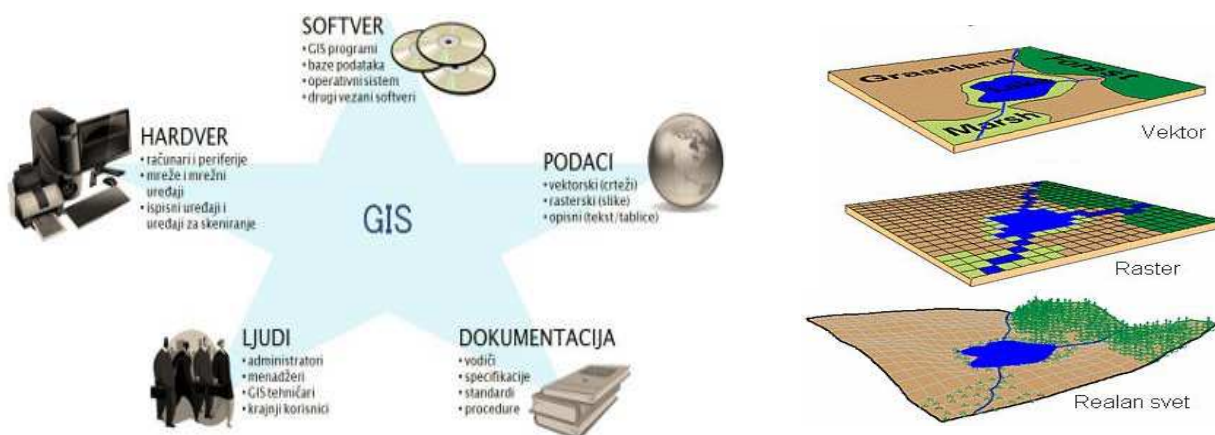 SOFTVER
• GIS programi
• baze podataka
• operativni sistem
• drugi vezani softveri
HARDVER
• računari i periferije
• mreže i mrežni
uređaji
• ispisni uređaji i
uređaji za skeniranje
GIS
PODACI
• vektorski (crteži)
• rasterski (slike)
• opisni (tekst/tablice)
LJUDI
• administratori
• menadžeri
• GIS tehničari
• krajnji korisnici
DOKUMENTACIJA
• vodiči
• specifikacije
• standardi
• procedure
Grassland
Lake
Marsh
Vektor
Raster
Realan svet